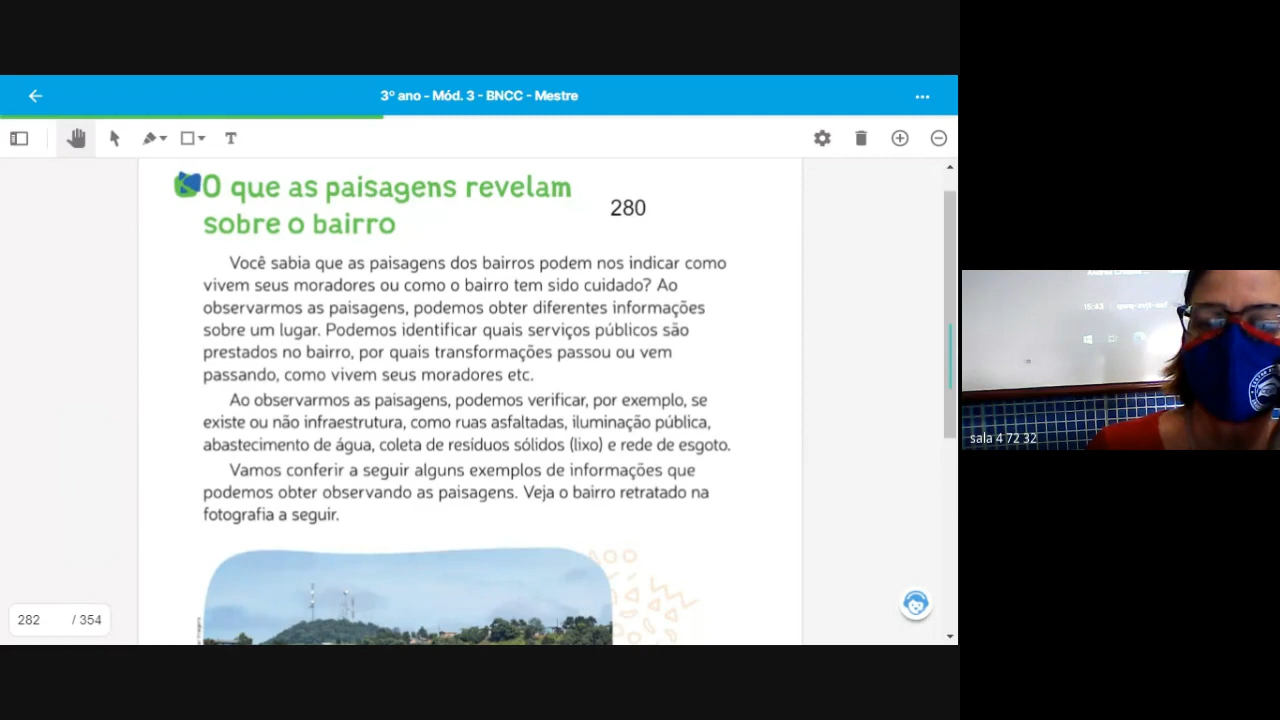 3º ano - Mód. 3 - BNCC - Mestre
O que as paisagens revelam
sobre o bairro
280
Você sabia que as paisagens dos bairros podem nos indicar como
vivem seus moradores ou como o bairro tem sido cuidado? Ao
observarmos as paisagens, podemos obter diferentes informações
sobre um lugar. Podemos identificar quais serviços públicos são
prestados no bairro, por quais transformações passou ou vem
passando, como vivem seus moradores etc.
Ao observarmos as paisagens, podemos verificar, por exemplo, se
existe ou não infraestrutura, como ruas asfaltadas, iluminação pública,
abastecimento de água, coleta de resíduos sólidos (lixo) e rede de esgoto.
Vamos conferir a seguir alguns exemplos de informações que
podemos obter observando as paisagens. Veja o bairro retratado na
fotografia a seguir.
282 / 354
15:43
sala 4 72 32